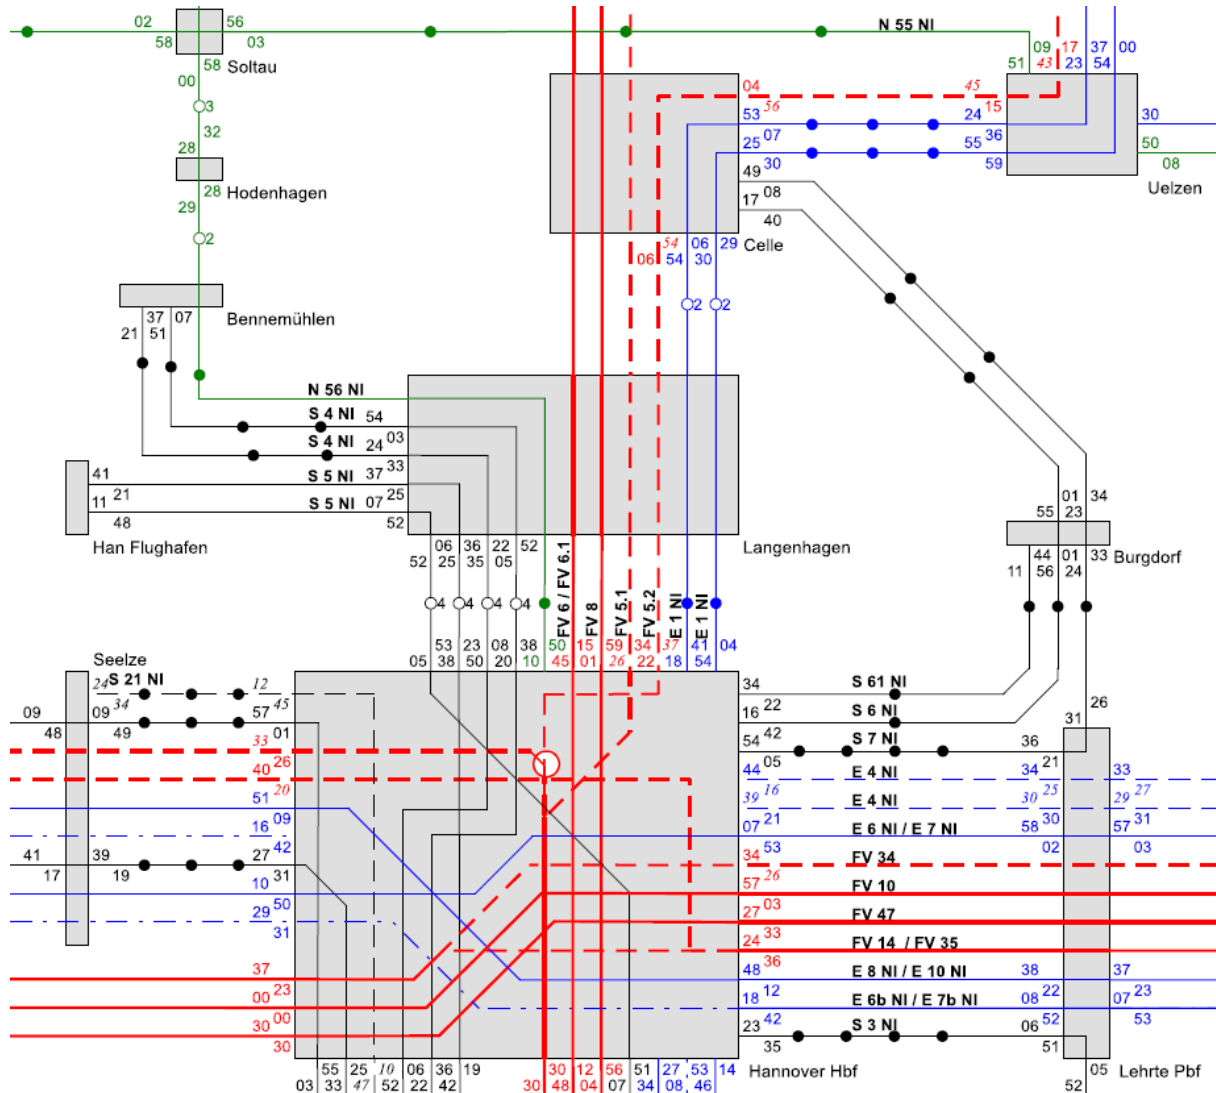 02 56 N 55 NI 09 17 37 00
58 03 51 43 23 54
Soltau
58
00
04 45
56 15
3
53 24 30
32 07 36 50
28 25 55 08
30 59
49
28 Hodenhagen 08 Uelzen
29 17
40
2
54 06 29 Celle
06 54 30
2 2
37 07 Bennemühlen
21 51
N 56 NI
S 4 NI 54
S 4 NI 24 03
41 S 5 NI 37 33
11 21 S 5 NI 07 25
48 52
01 34
55 23
Han Flughafen
06 36 22 52 Langenhagen
52 25 35 05
44 01 33 Burgdorf
11 56 24
4 4 4 4
FV 6 / FV 6.1
FV 8
FV 5.1
FV 5.2
E 1 NI
E 1 NI
53 23 08 38 50 15 59 34 37 41 04
05 38 50 20 10 45 01 26 22 18 54
Seelze
24 S 21 NI 12
34 45
34 S 61 NI
22 26
09 09 57
48 49 01
16 S 6 NI 31
42
33
26
54 S 7 NI 36
05 21
40
20
44 16 E 4 NI 34 25 33 27
51
09
39 21 E 4 NI 30 30 29 31
16
42
07 E 6 NI / E 7 NI 58 57
53 02 03
41 39 27
17 19 31
34 FV 34
26
10
50
57 FV 10
03
29
31
27 FV 47
33
24 FV 14 / FV 35
36
37
23
48 E 8 NI / E 10 NI 38 37
12 22 23
00
00
18 E 6b NI / E 7b NI 08 07
42 52 53
30
30
23 S 3 NI 06
35 51
55 25 10 06 36 19 30 12 56 51 27 53 14 Hannover Hbf 05 Lehrte Pbf
03 33 47 52 22 42 30 48 04 07 34 08 46 52